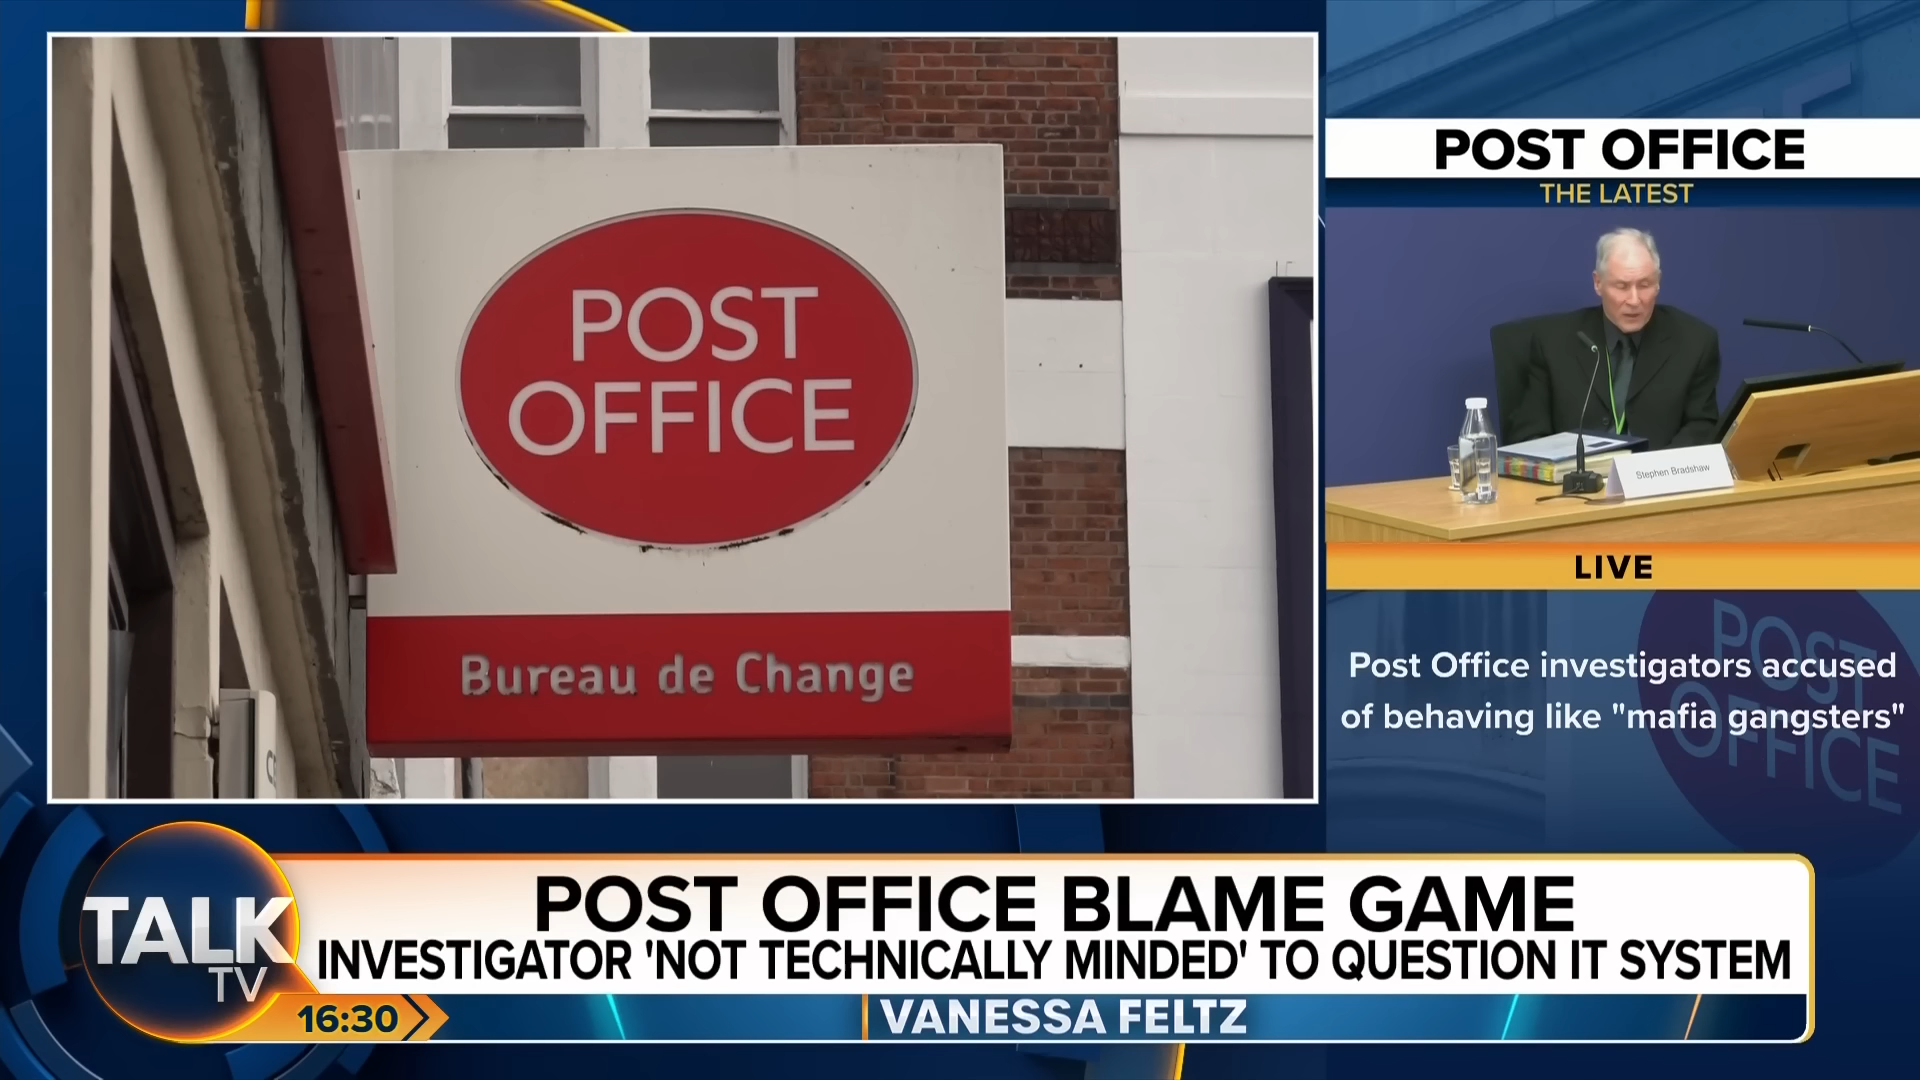 POST
OFFICE
Bureau de Change
POST OFFICE
THE LATEST
Stephen Bradshaw
LIVE
POST
OFFICE
Post Office investigators accused
of behaving like "mafia gangsters"
TALK
TV
16:30
POST OFFICE BLAME GAME
INVESTIGATOR 'NOT TECHNICALLY MINDED' TO QUESTION IT SYSTEM
VANESSA FELTZ